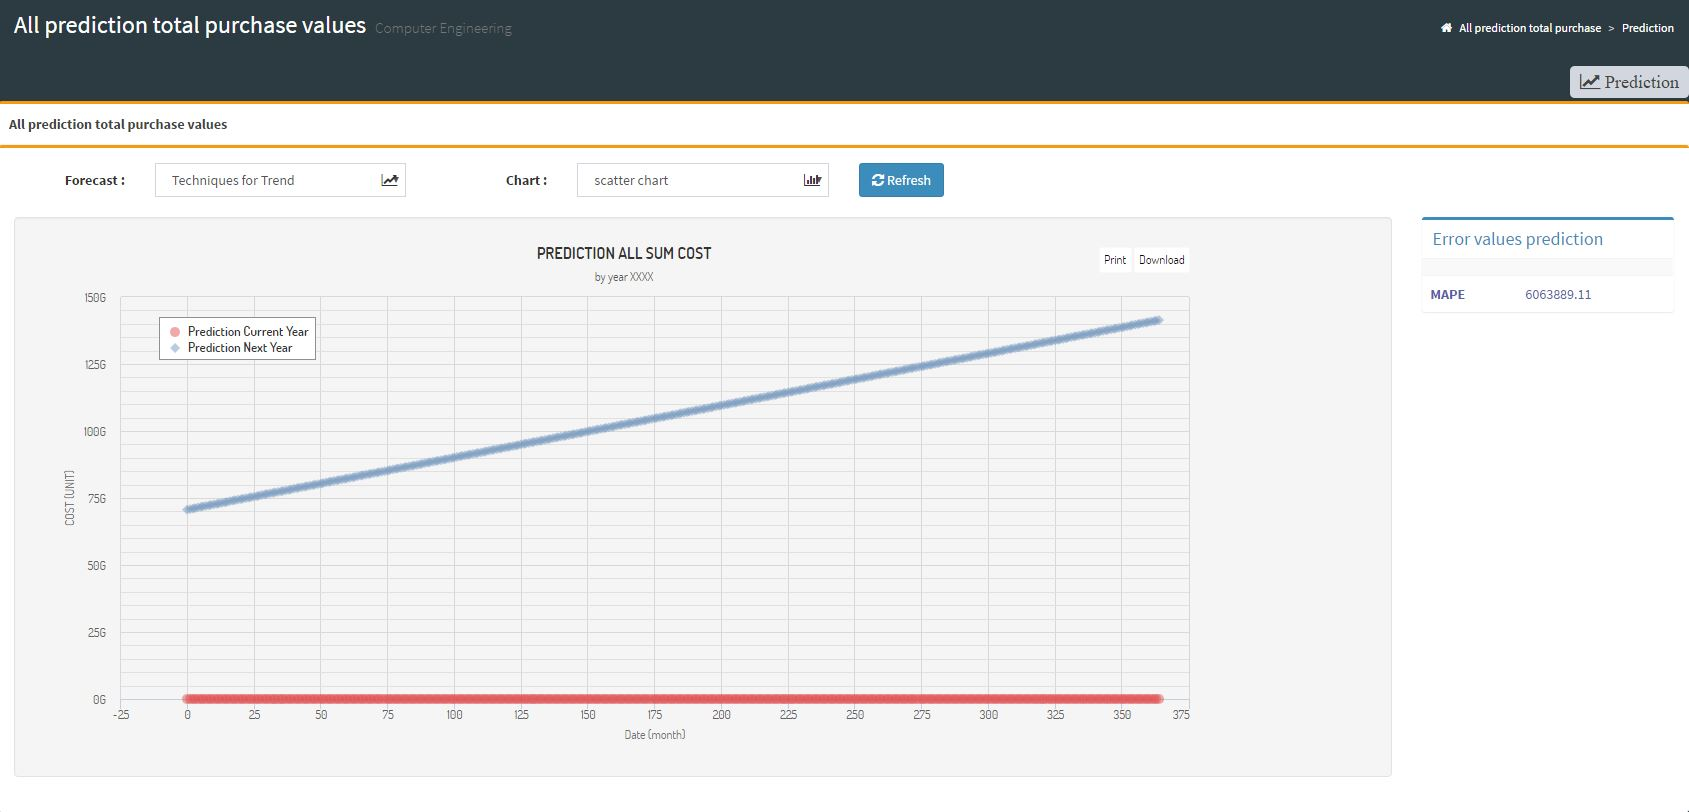 All prediction total purchase values Computer Engineering
All prediction total purchase > Prediction
Prediction
All prediction total purchase values
Forecast : Techniques for Trend Chart : scatter chart Refresh
PREDICTION ALL SUM COST
by year XXXX
Print Download
Error values prediction
MAPE 6063889.11
Prediction Current Year
Prediction Next Year
150G
125G
100G
75G
50G
25G
0G
COST (UNIT)
-25 0 25 50 75 100 125 150 175 200 225 250 275 300 325 350 375
Date (month)